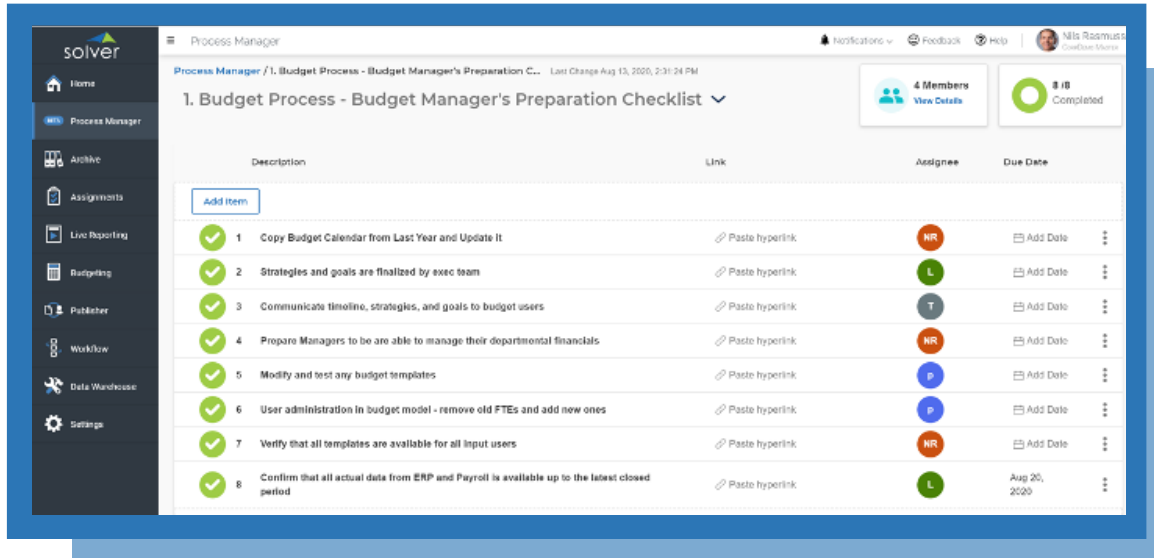 solver
Process Manager
Notifications
Feedback
Help
Nils Rasmuss
Process Manager / 1. Budget Process - Budget Manager's Preparation C...
Last Change Aug 13, 2020, 2:31:24 PM
1. Budget Process - Budget Manager's Preparation Checklist
4 Members
View Details
8 /8
Completed
Home
Process Manager
Archive
Assignments
Live Reporting
Budgeting
Publisher
Workflow
Data Warehouse
Settings
Description Link Assignee Due Date
Add Item
1 Copy Budget Calendar from Last Year and Update It Paste hyperlink NR Add Date
2 Strategies and goals are finalized by exec team Paste hyperlink L Add Date
3 Communicate timeline, strategies, and goals to budget users Paste hyperlink T Add Date
4 Prepare Managers to be are able to manage their departmental financials Paste hyperlink NR Add Date
5 Modify and test any budget templates Paste hyperlink p Add Date
6 User administration in budget model - remove old FTEs and add new ones Paste hyperlink p Add Date
7 Verify that all templates are available for all input users Paste hyperlink NR Add Date
8 Confirm that all actual data from ERP and Payroll is available up to the latest closed
period
Paste hyperlink L
Aug 20,
2020